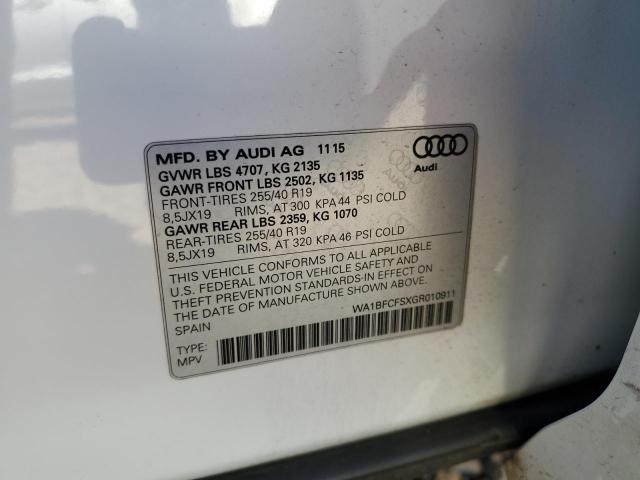 MFD. BY AUDI AG 11 15
GVWR LBS 4707, KG 2135
GAWR FRONT LBS 2502, KG 1135
FRONT-TIRES 255/40 R19
8,5JX19 RIMS, AT 300 KPA 44 PSI COLD
GAWR REAR LBS 2359, KG 1070
REAR-TIRES 255/40 R19
8,5JX19 RIMS, AT 320 KPA 46 PSI COLD
Audi
THIS VEHICLE CONFORMS TO ALL APPLICABLE
U.S. FEDERAL MOTOR VEHICLE SAFETY AND
THEFT PREVENTION STANDARDS-IN EFFECT ON
THE DATE OF MANUFACTURE SHOWN ABOVE.
SPAIN
WA1BFCFSXGR010911
TYPE:
MPV